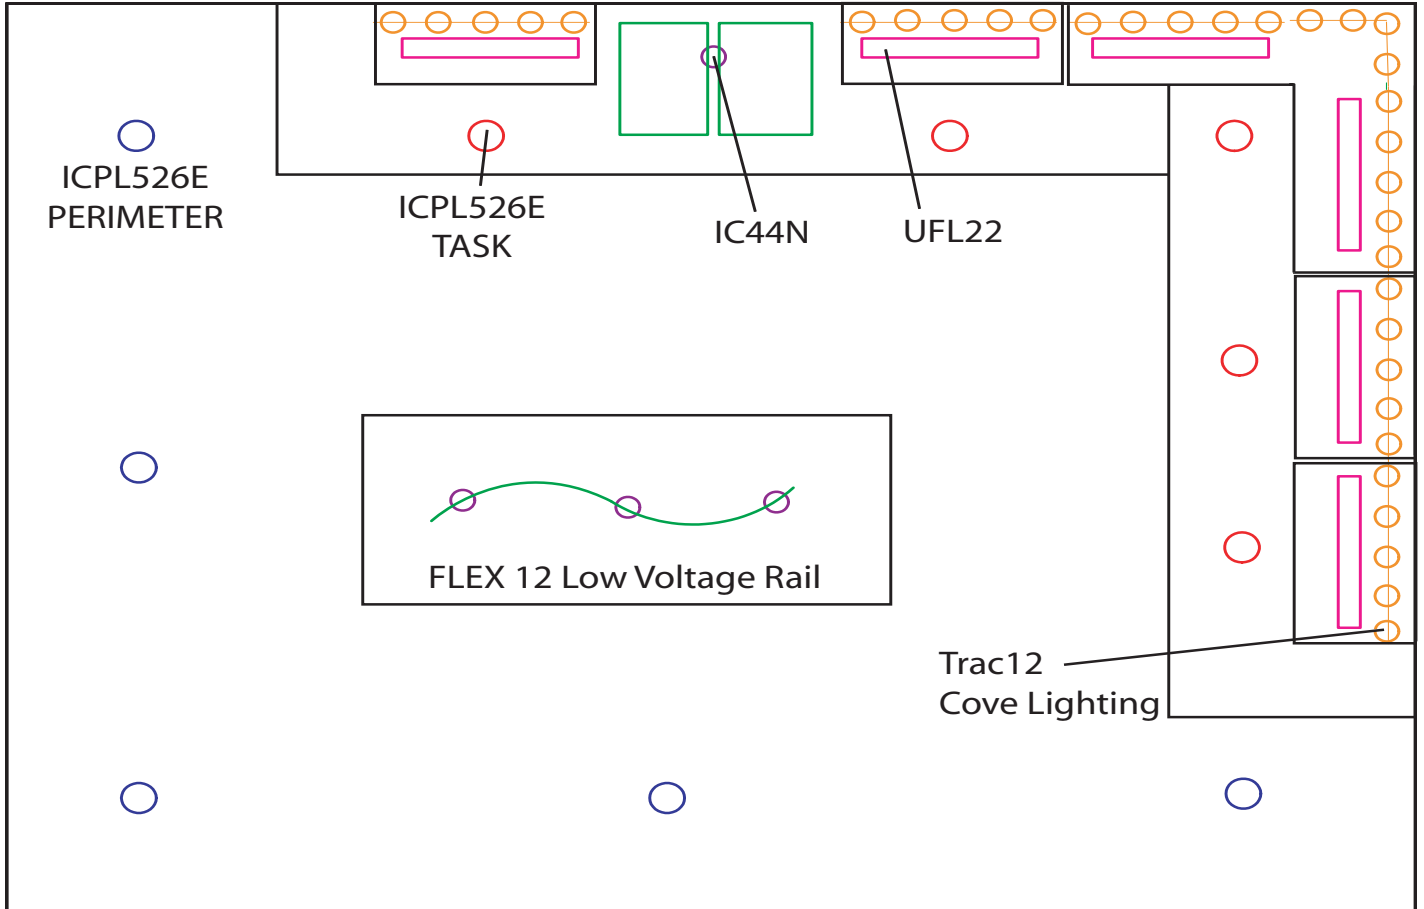 ICPL526E
PERIMETER
ICPL526E
TASK
IC44N
UFL22
FLEX 12 Low Voltage Rail
Trac12
Cove Lighting